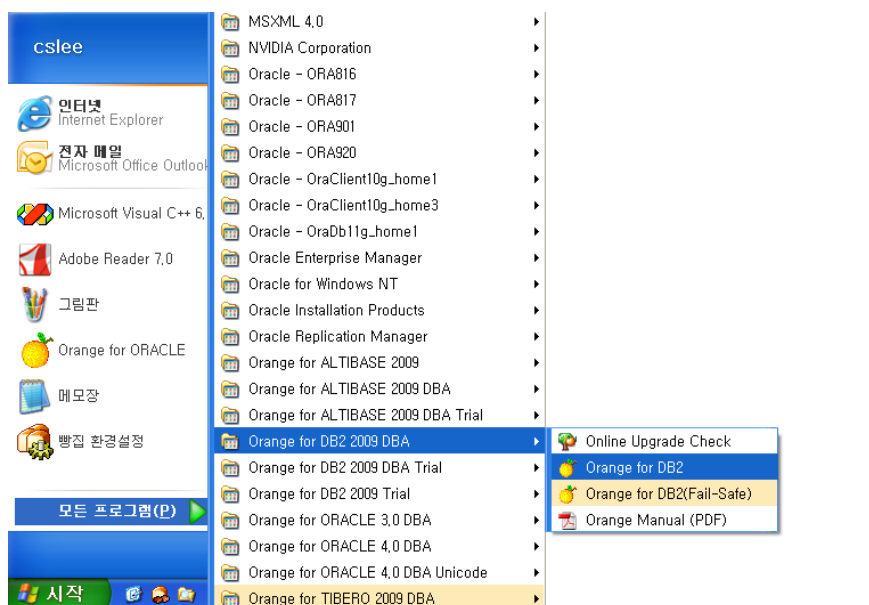 cslee
인터넷
Internet Explorer
전자 메일
Microsoft Office Outlook
Microsoft Visual C++ 6,
Adobe Reader 7,0
그림판
Orange for ORACLE
메모장
빵집 환경설정
모든 프로그램(P)
시작
MSXML 4,0
NVIDIA Corporation
Oracle - ORA816
Oracle - ORA817
Oracle - ORA901
Oracle - ORA920
Oracle - OraClient10g_home1
Oracle - OraClient10g_home3
Oracle - OraDb11g_home1
Oracle Enterprise Manager
Oracle for Windows NT
Oracle Installation Products
Oracle Replication Manager
Orange for ALTIBASE 2009
Orange for ALTIBASE 2009 DBA
Orange for ALTIBASE 2009 DBA Trial
Orange for DB2 2009 DBA
Orange for DB2 2009 DBA Trial
Orange for DB2 2009 Trial
Orange for ORACLE 3,0 DBA
Orange for ORACLE 4,0 DBA
Orange for ORACLE 4,0 DBA Unicode
Orange for TIBERO 2009 DBA
Online Upgrade Check
Orange for DB2
Orange for DB2(Fail-Safe)
Orange Manual (PDF)